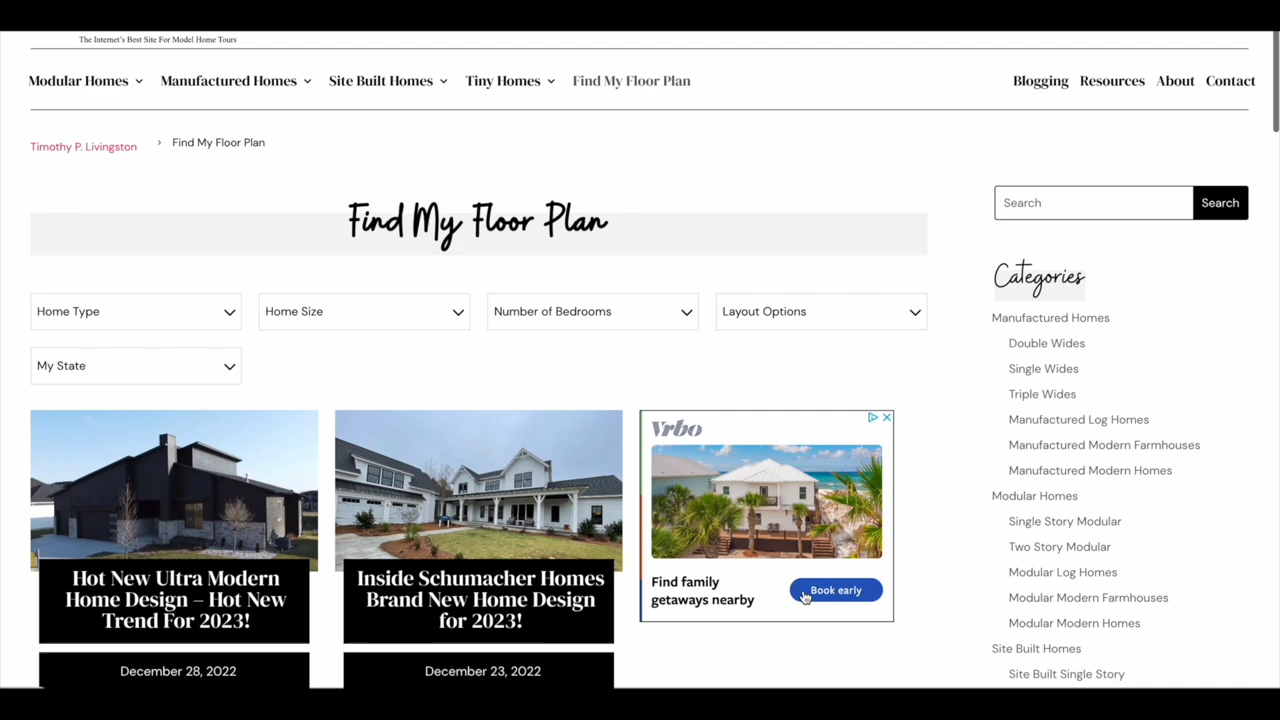 The Internet's Best Site For Model Home Tours
Modular Homes
Manufactured Homes
Site Built Homes
Tiny Homes
Find My Floor Plan
Blogging
Resources
About
Contact
Timothy P. Livingston
› Find My Floor Plan
Find My Floor Plan
Home Type
Home Size
Number of Bedrooms
Layout Options
My State
Hot New Ultra Modern
Home Design – Hot New
Trend For 2023!
December 28, 2022
Inside Schumacher Homes
Brand New Home Design
for 2023!
December 23, 2022
Vrbo
Find family
getaways nearby
Book early
Search
Search
Categories
Manufactured Homes
Double Wides
Single Wides
Triple Wides
Manufactured Log Homes
Manufactured Modern Farmhouses
Manufactured Modern Homes
Modular Homes
Single Story Modular
Two Story Modular
Modular Log Homes
Modular Modern Farmhouses
Modular Modern Homes
Site Built Homes
Site Built Single Story